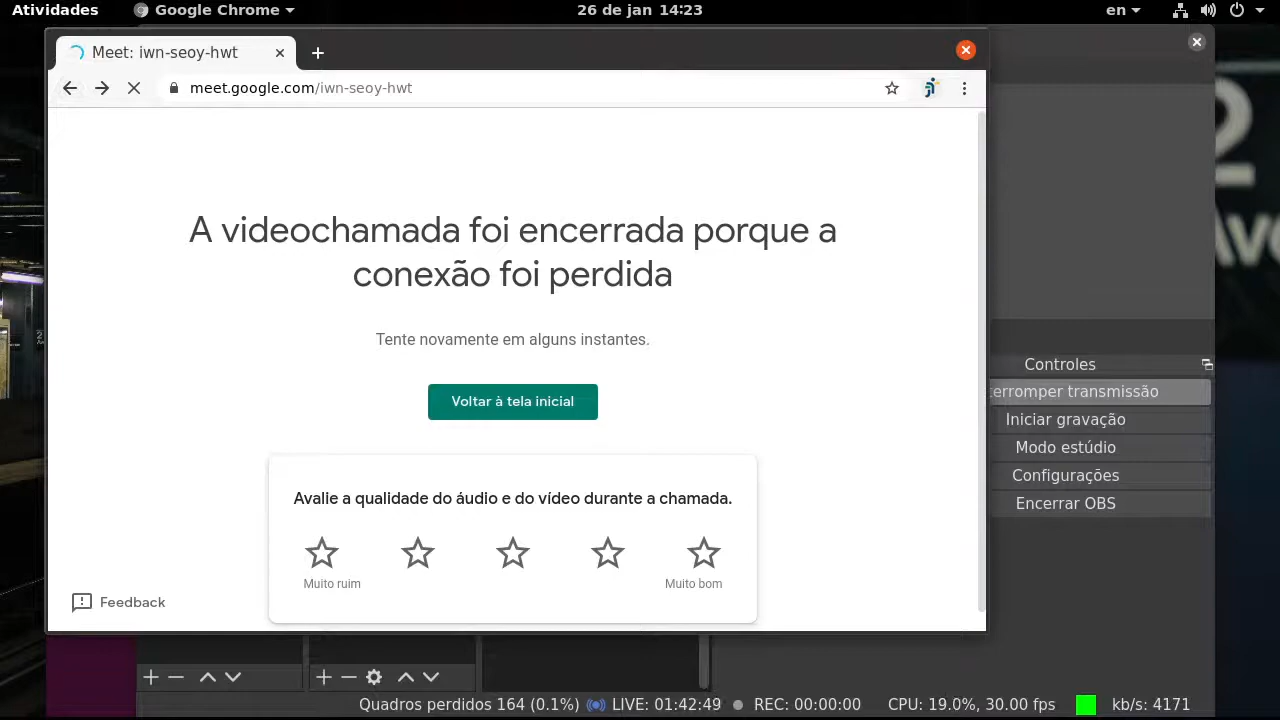 Atividades
Google Chrome
26 de jan 14:23
en
Meet: iwn-seoy-hwt
meet.google.com/iwn-seoy-hwt
A videochamada foi encerrada porque a
conexão foi perdida
Tente novamente em alguns instantes.
Voltar à tela inicial
Avalie a qualidade do áudio e do vídeo durante a chamada.
Muito ruim
Muito bom
Feedback
2
Ave
Controles
terromper transmissão
Iniciar gravação
Modo estúdio
Configurações
Encerrar OBS
Quadros perdidos 164 (0.1%)
LIVE: 01:42:49
REC: 00:00:00
CPU: 19.0%, 30.00 fps
kb/s: 4171